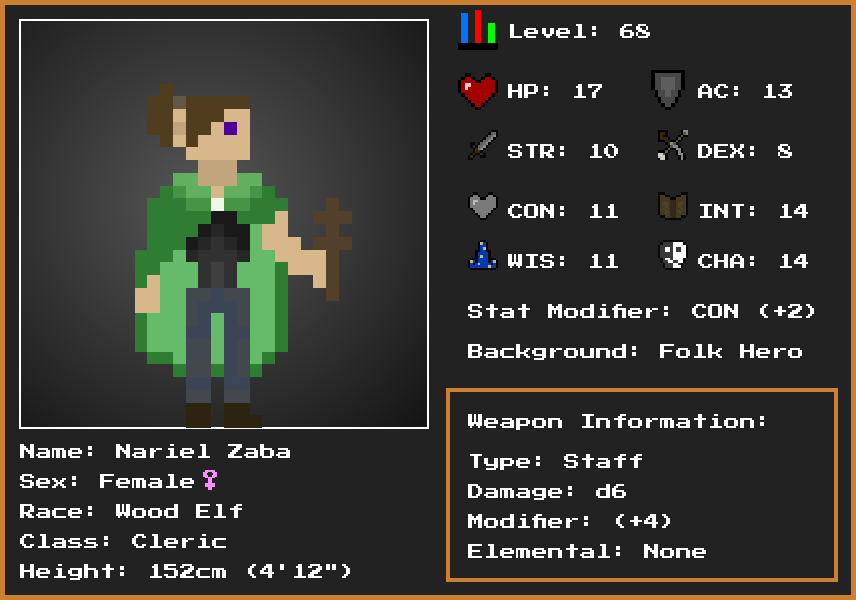 Level: 68
HP: 17 AC: 13
STR: 10 DEX: 8
CON: 11 INT: 14
WIS: 11 CHA: 14
Stat Modifier: CON (+2)
Background: Folk Hero
Weapon Information:
Type: Staff
Damage: d6
Modifier: (+4)
Elemental: None
Name: Nariel Zaba
Sex: Female♀
Race: Wood Elf
Class: Cleric
Height: 152cm (4'12")